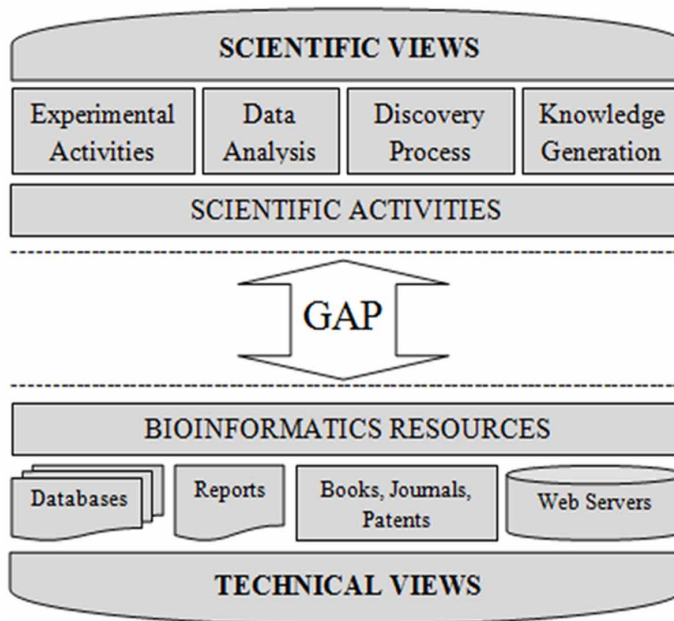 SCIENTIFIC VIEWS
Experimental
Activities
Data
Analysis
Discovery
Process
Knowledge
Generation
SCIENTIFIC ACTIVITIES
GAP
BIOINFORMATICS RESOURCES
Databases
Reports
Books, Journals,
Patents
Web Servers
TECHNICAL VIEWS